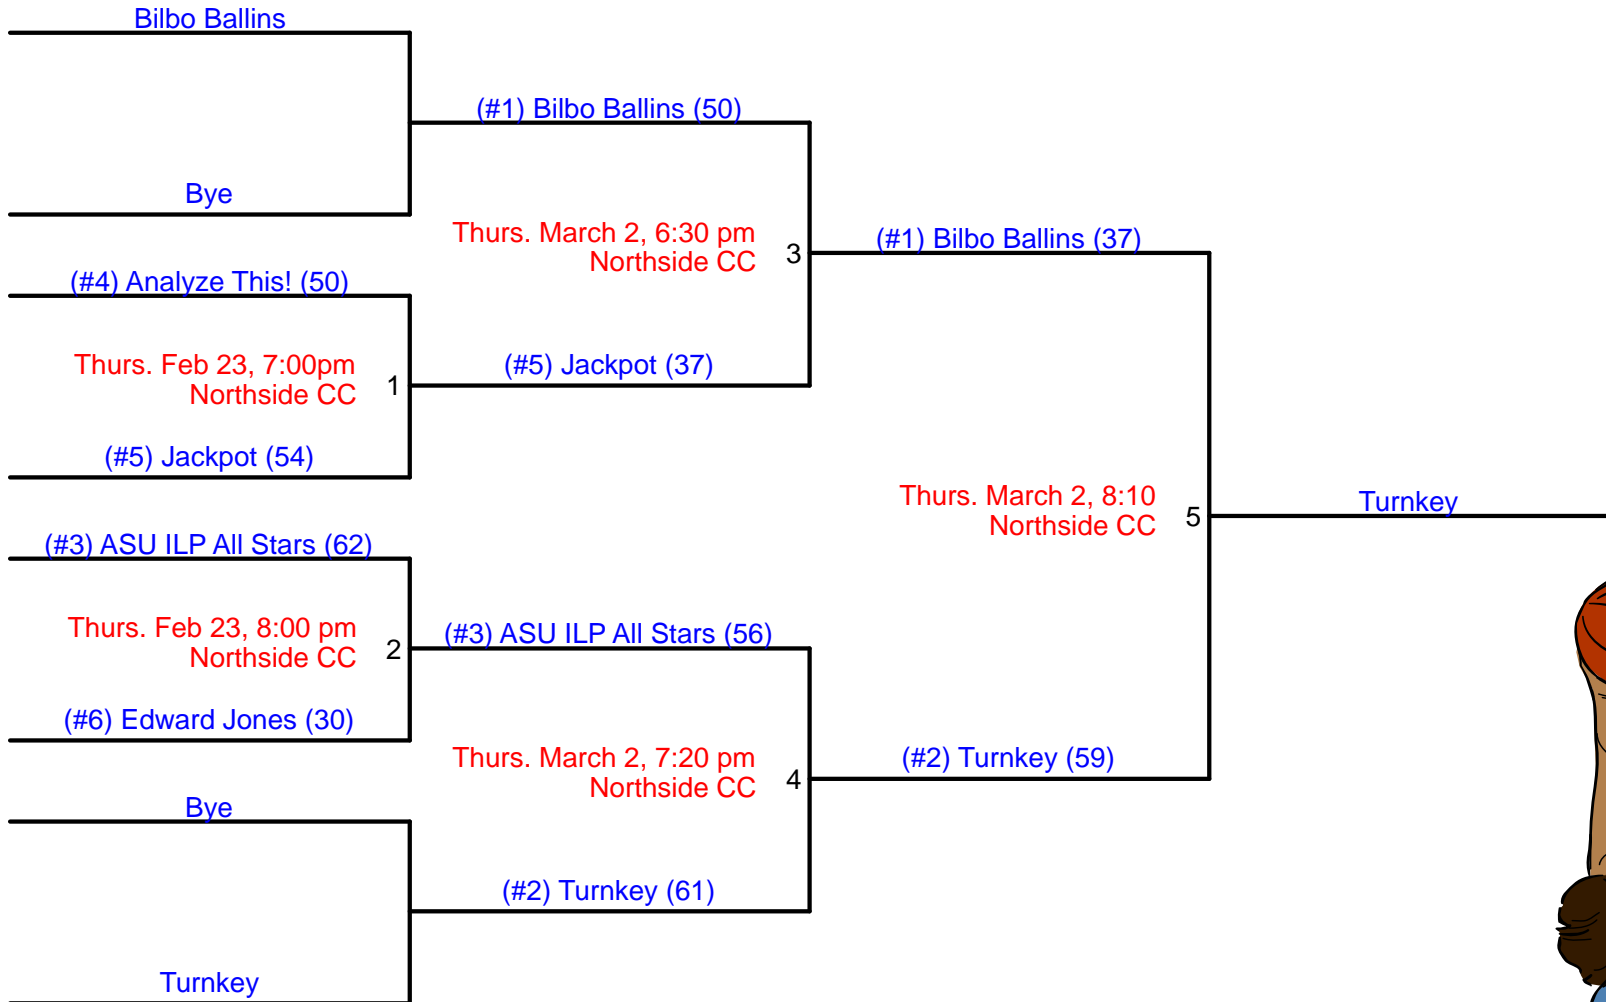 Bilbo Ballins
(#1) Bilbo Ballins (50)
Bye
Thurs. March 2, 6:30 pm
Northside CC
3
(#1) Bilbo Ballins (37)
(#4) Analyze This! (50)
Thurs. Feb 23, 7:00pm
Northside CC
1
(#5) Jackpot (37)
(#5) Jackpot (54)
Thurs. March 2, 8:10
Northside CC
5
Turnkey
(#3) ASU ILP All Stars (62)
Thurs. Feb 23, 8:00 pm
Northside CC
2
(#3) ASU ILP All Stars (56)
(#6) Edward Jones (30)
Thurs. March 2, 7:20 pm
Northside CC
4
(#2) Turnkey (59)
Bye
(#2) Turnkey (61)
Turnkey